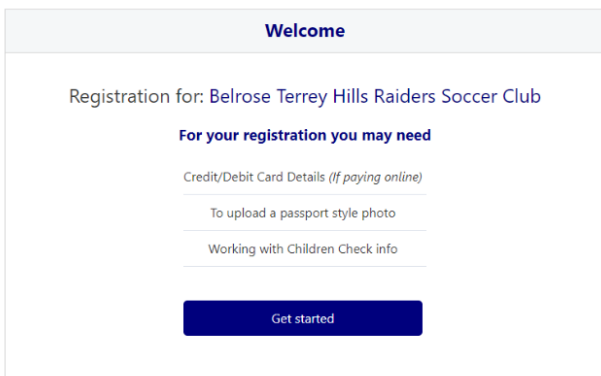 Welcome
Registration for: Belrose Terrey Hills Raiders Soccer Club
For your registration you may need
Credit/Debit Card Details (If paying online)
To upload a passport style photo
Working with Children Check info
Get started